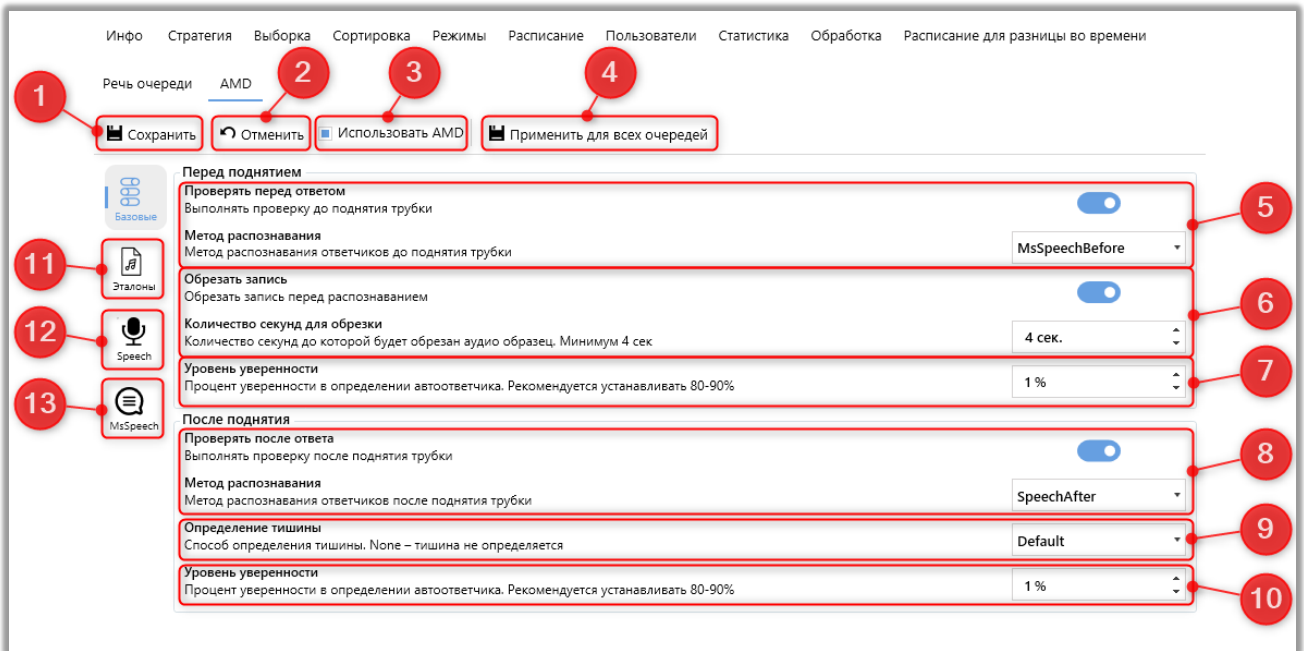 Инфо Стратегия Выборка Сортировка Режимы Расписание Пользователи Статистика Обработка Расписание для разницы во времени
Речь очереди AMD
1 2 3 4
Сохранить Отменить Использовать AMD Применить для всех очередей
Базовые
Эталоны
Speech
MsSpeech
11
12
13
Перед поднятием
Проверять перед ответом
Выполнять проверку до поднятия трубки
5
Метод распознавания
Метод распознавания ответчиков до поднятия трубки MsSpeechBefore
Обрезать запись
Обрезать запись перед распознаванием
6
Количество секунд для обрезки
Количество секунд до которой будет обрезан аудио образец. Минимум 4 сек 4 сек.
Уровень уверенности
Процент уверенности в определении автоответчика. Рекомендуется устанавливать 80-90% 1 %
7
После поднятия
Проверять после ответа
Выполнять проверку после поднятия трубки
8
Метод распознавания
Метод распознавания ответчиков после поднятия трубки SpeechAfter
Определение тишины
Способ определения тишины. None – тишина не определяется Default
9
Уровень уверенности
Процент уверенности в определении автоответчика. Рекомендуется устанавливать 80-90% 1 %
10